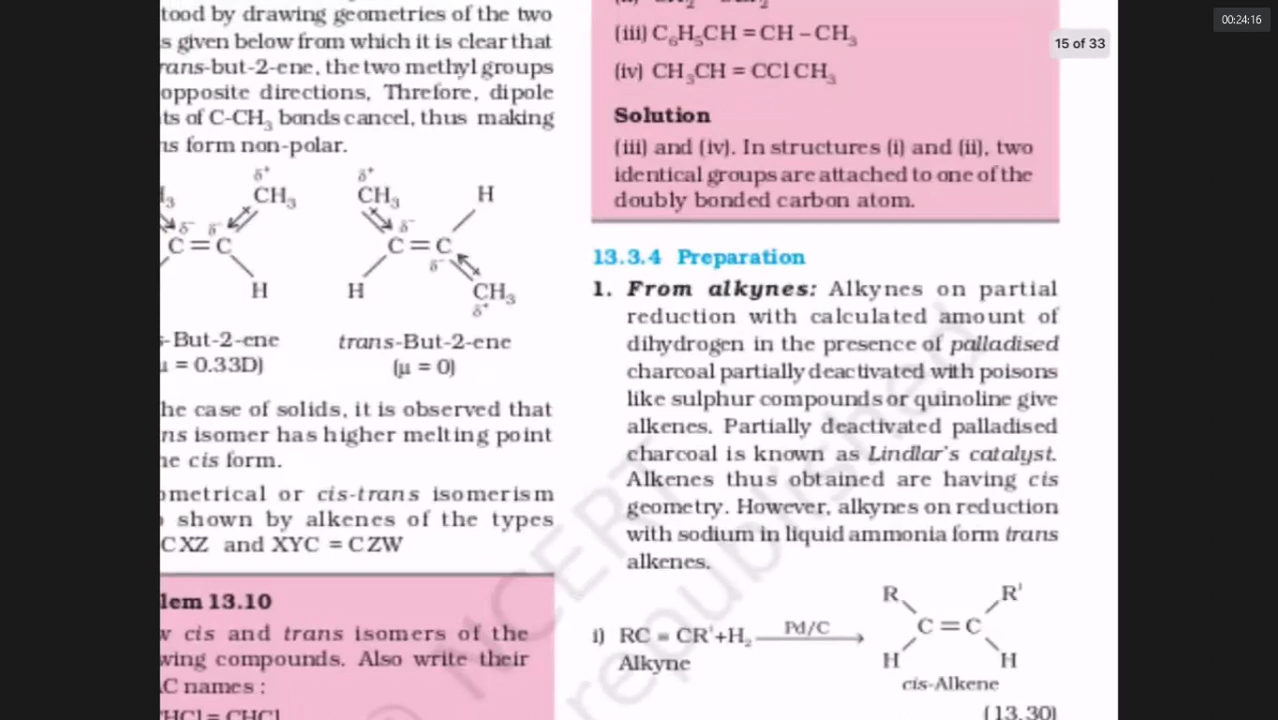 00:24:16
15 of 33
tood by drawing geometries of the two
s given below from which it is clear that
rans-but-2-ene, the two methyl groups
opposite directions, Threfore, dipole
ts of C-CH3 bonds cancel, thus making
ns form non-polar.
δ+ δ+
CH3 CH3 H
δ- δ- δ-
C=C C=C
δ-
H H CH3
δ+
-But-2-ene trans-But-2-ene
= 0.33D) (μ = 0)
he case of solids, it is observed that
ns isomer has higher melting point
he cis form.
ometrical or cis-trans isomerism
shown by alkenes of the types
CXZ and XYC = CZW
lem 13.10
w cis and trans isomers of the
wing compounds. Also write their
C names :
HCl = CHCl
(iii) C6H5CH = CH – CH3
(iv) CH3CH = CCl CH3
Solution
(iii) and (iv). In structures (i) and (ii), two
identical groups are attached to one of the
doubly bonded carbon atom.
13.3.4 Preparation
1. From alkynes: Alkynes on partial
reduction with calculated amount of
dihydrogen in the presence of palladised
charcoal partially deactivated with poisons
like sulphur compounds or quinoline give
alkenes. Partially deactivated palladised
charcoal is known as Lindlar's catalyst.
Alkenes thus obtained are having cis
geometry. However, alkynes on reduction
with sodium in liquid ammonia form trans
alkenes.
R R'
i) RC ≡ CR'+H2 Pd/C C=C
Alkyne H H
cis-Alkene
(13.30)
© NCERT
republished